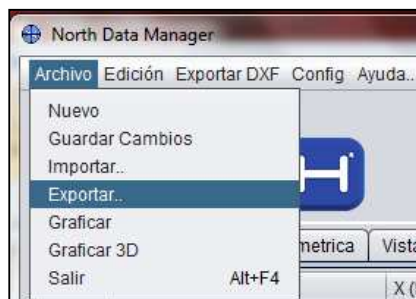 North Data Manager
Archivo Edición Exportar DXF Config Ayuda..
Nuevo
Guardar Cambios
Importar..
Exportar..
Graficar
Graficar 3D
Salir Alt+F4
H
metrica Vista
X (